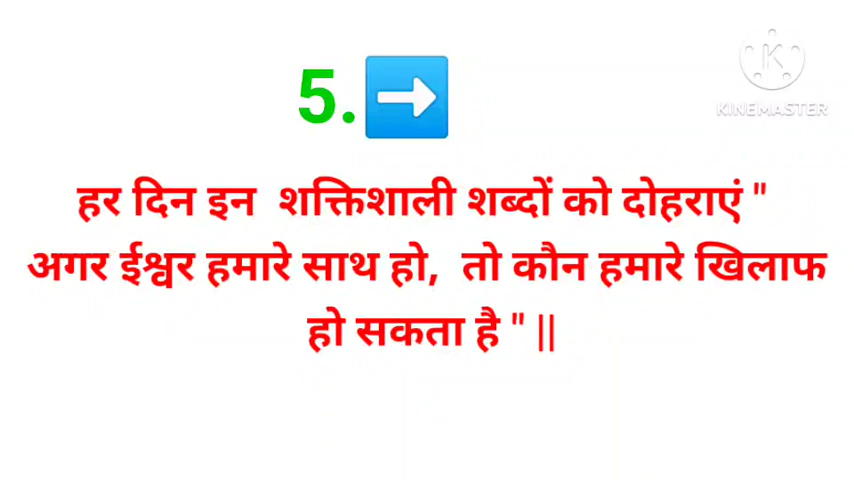 5.➡
KINEMASTER
हर दिन इन शक्तिशाली शब्दों को दोहराएं "
अगर ईश्वर हमारे साथ हो, तो कौन हमारे खिलाफ
हो सकता है " ||